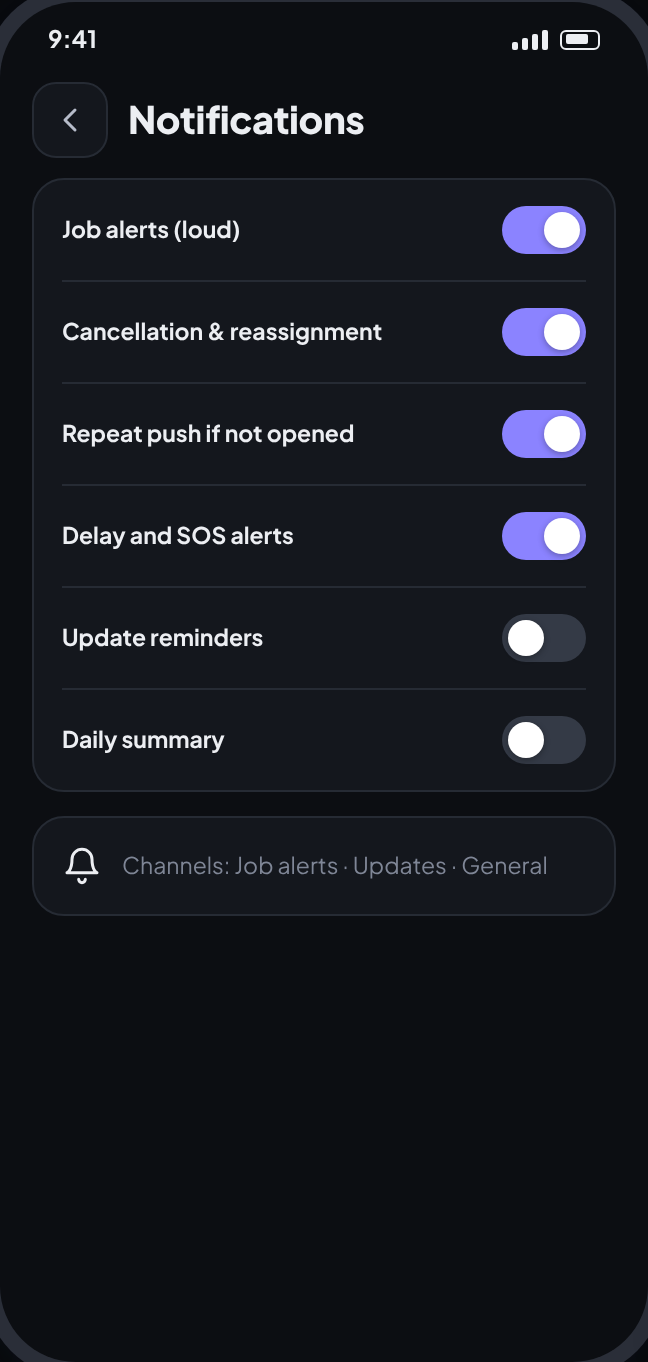 9:41
Notifications
Job alerts (loud)
Cancellation & reassignment
Repeat push if not opened
Delay and SOS alerts
Update reminders
Daily summary
Channels: Job alerts · Updates · General